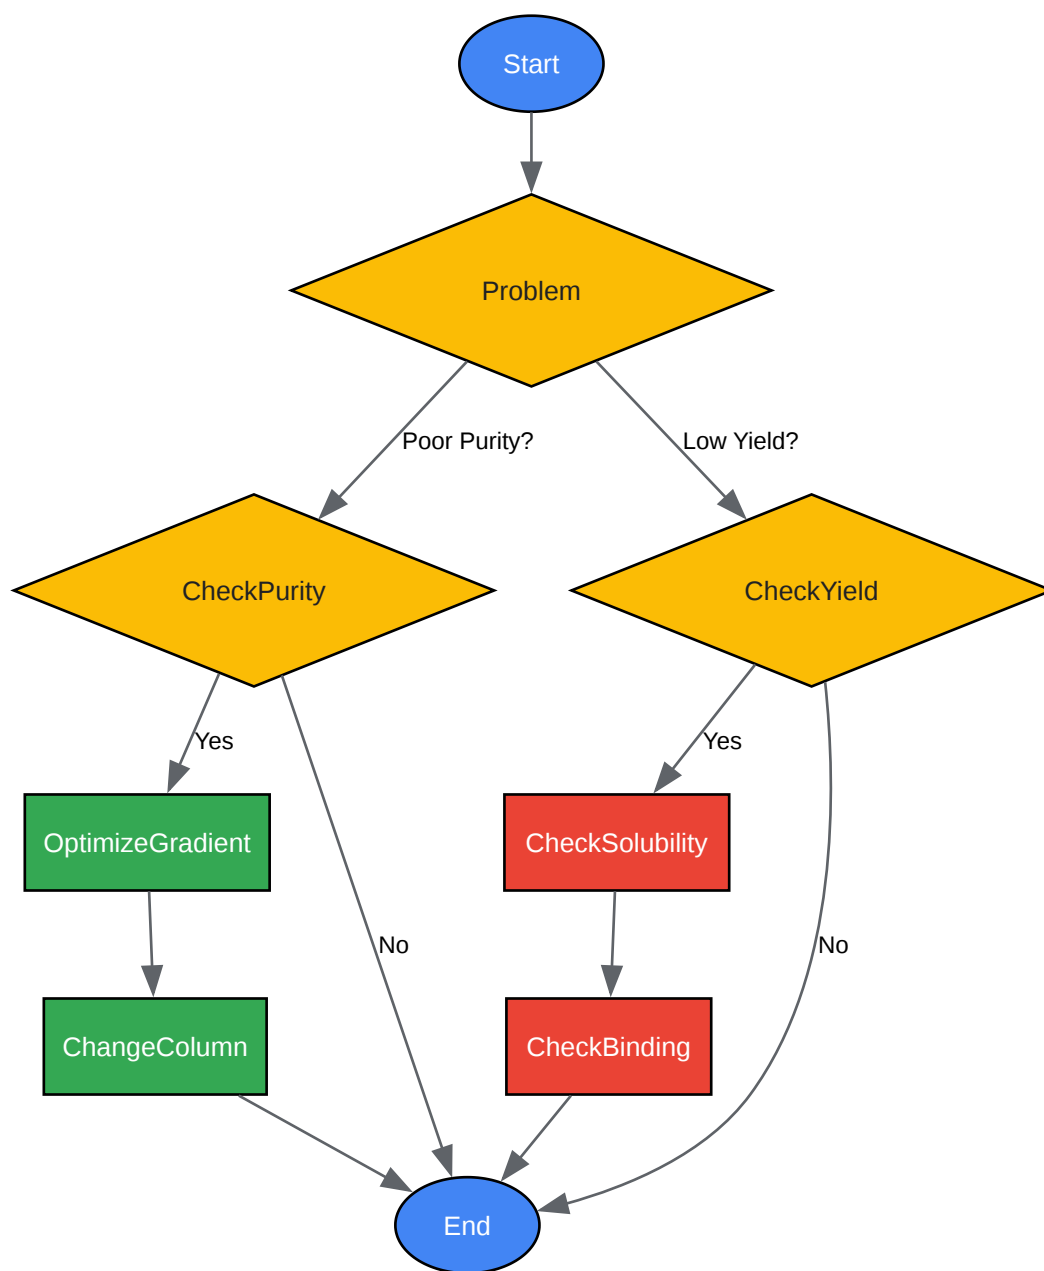 Start
Problem
Poor Purity?
Low Yield?
CheckPurity
CheckYield
Yes
Yes
OptimizeGradient
CheckSolubility
No
No
ChangeColumn
CheckBinding
End